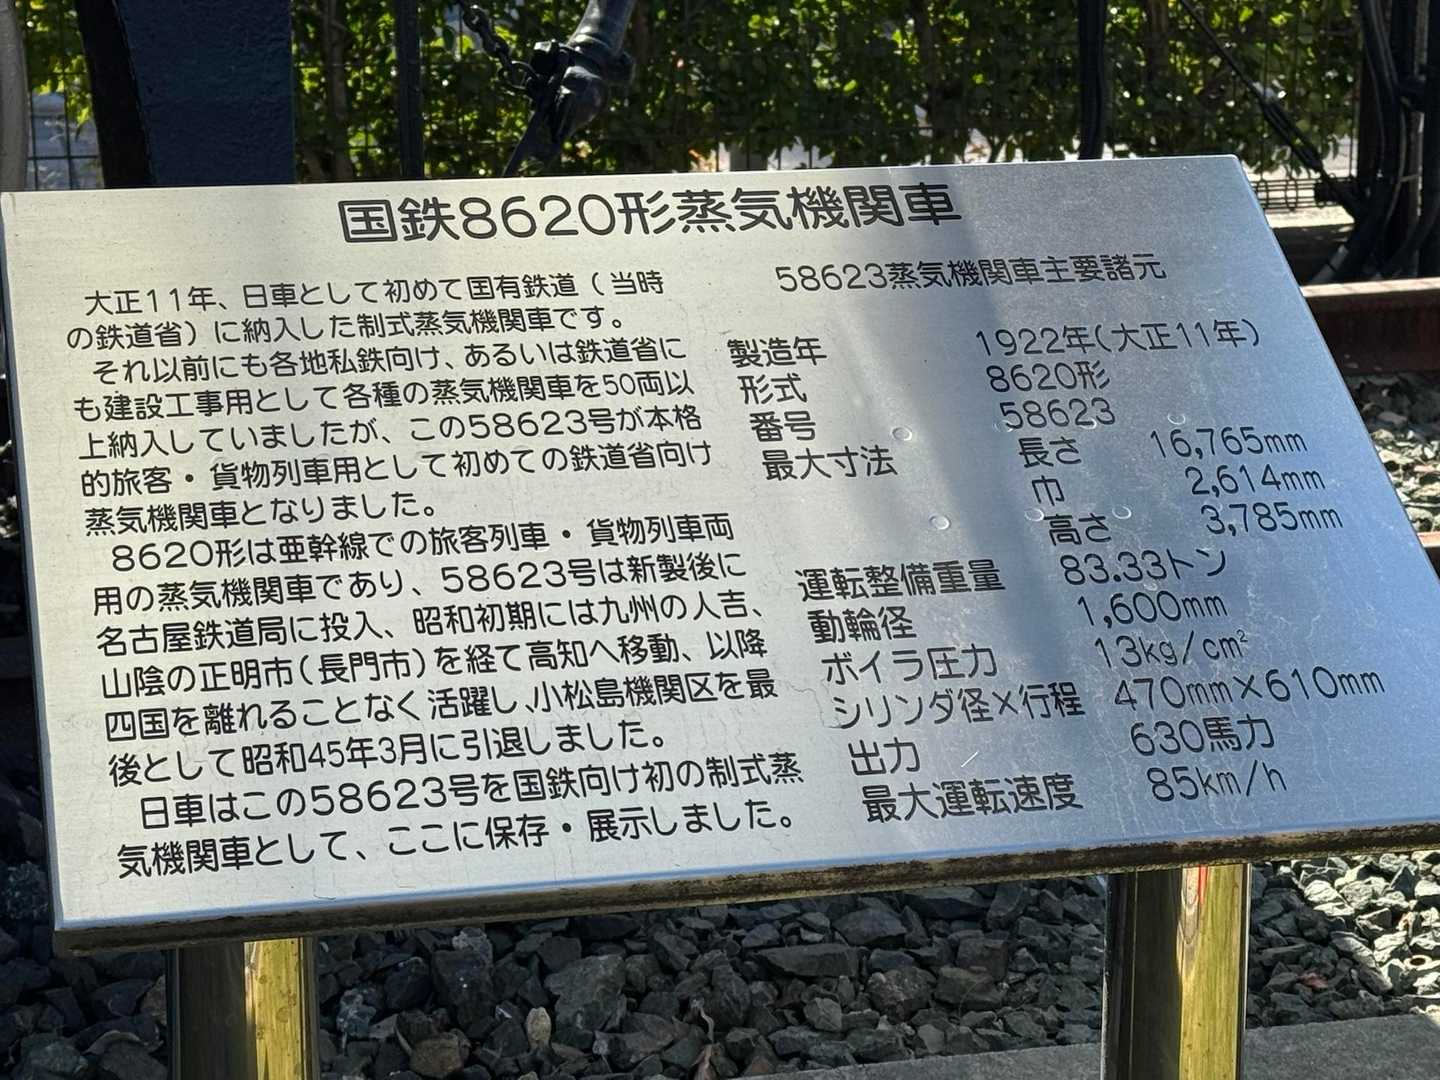 国鉄8620形蒸気機関車
大正11年、日車として初めて国有鉄道（当時
の鉄道省）に納入した制式蒸気機関車です。
それ以前にも各地私鉄向け、あるいは鉄道省に
も建設工事用として各種の蒸気機関車を50両以
上納入していましたが、この58623号が本格
的旅客・貨物列車用として初めての鉄道省向け
蒸気機関車となりました。
8620形は亜幹線での旅客列車・貨物列車両
用の蒸気機関車であり、58623号は新製後に
名古屋鉄道局に投入、昭和初期には九州の人吉、
山陰の正明市（長門市）を経て高知へ移動、以降
四国を離れることなく活躍し、小松島機関区を最
後として昭和45年3月に引退しました。
日車はこの58623号を国鉄向け初の制式蒸
気機関車として、ここに保存・展示しました。
58623蒸気機関車主要諸元
製造年 1922年（大正11年）
形式 8620形
番号 58623
最大寸法 長さ 16,765mm
巾 2,614mm
高さ 3,785mm
運転整備重量 83.33トン
動輪径 1,600mm
ボイラ圧力 13kg/cm²
シリンダ径×行程 470mm×610mm
出力 630馬力
最大運転速度 85km/h